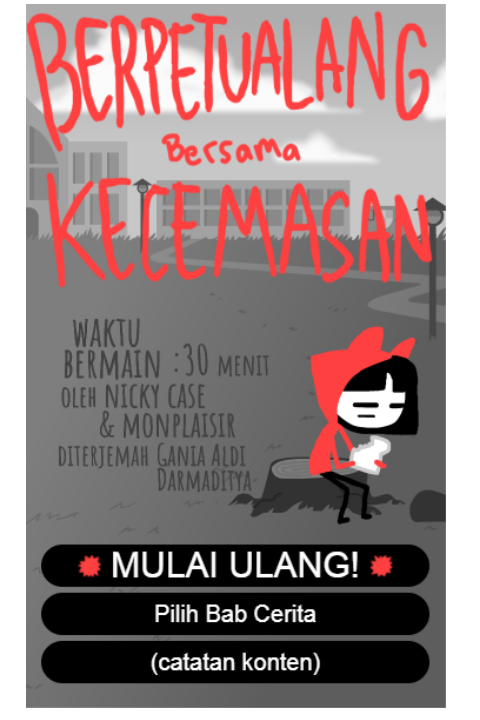 BERPETUALANG
BERSAMA
KECEMASAN
WAKTU
BERMAIN :30 MENIT
OLEH NICKY CASE
& MONPLAISIR
DITERJEMAH GANIA ALDI
DARMADITYA
MULAI ULANG!
Pilih Bab Cerita
(catatan konten)